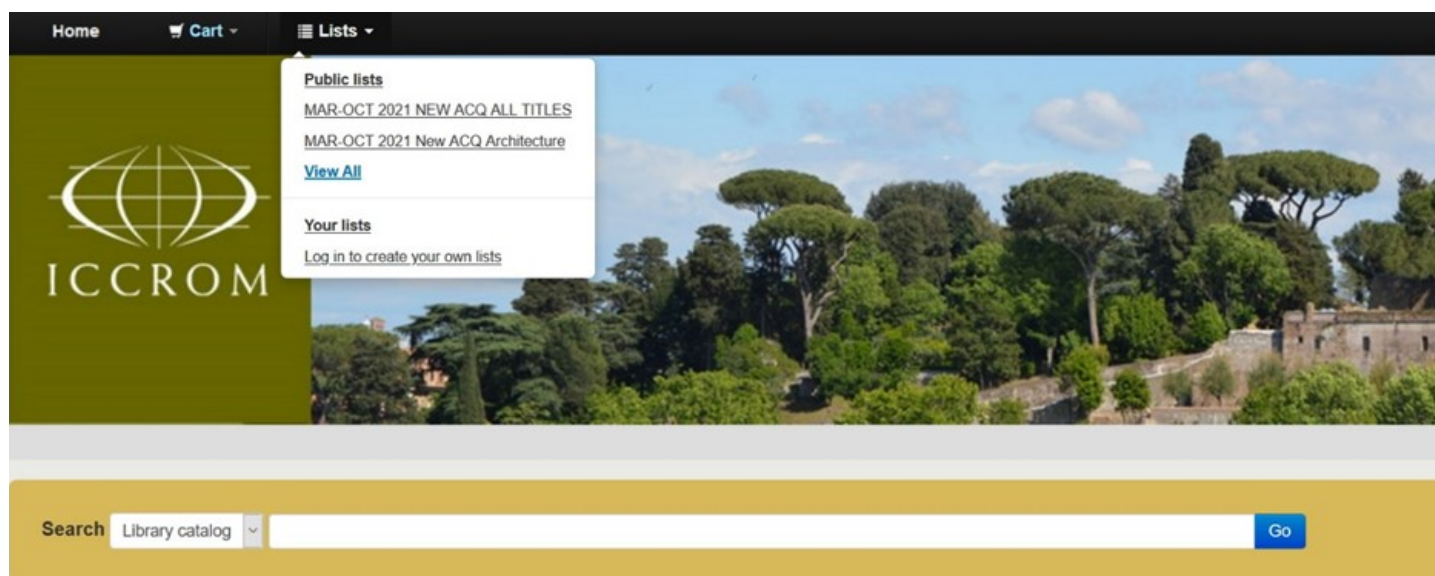 Home Cart Lists
Public lists
MAR-OCT 2021 NEW ACQ ALL TITLES
MAR-OCT 2021 New ACQ Architecture
View All
Your lists
Log in to create your own lists
ICCROM
Search Library catalog Go